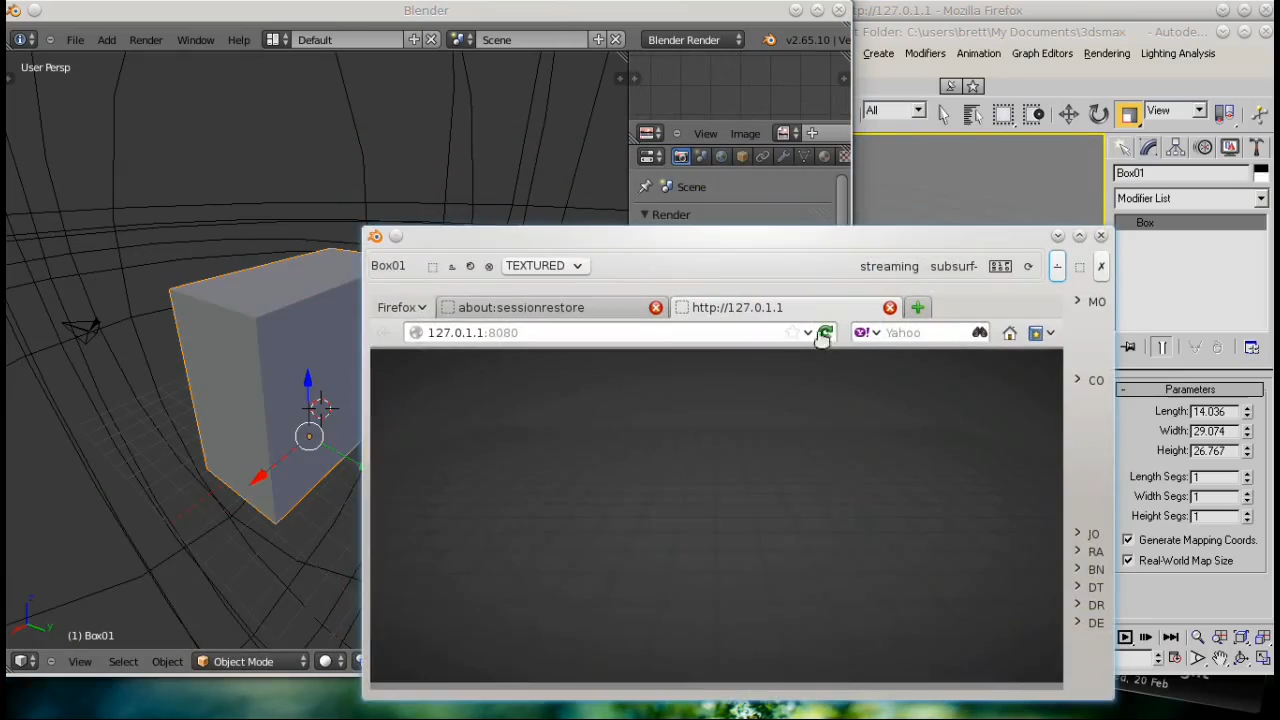 Blender
File Add Render Window Help Default Scene Blender Render v2.65.10 Ve
User Persp
View Image
Scene
Render
(1) Box01
View Select Object Object Mode
tp://127.0.1.1 - Mozilla Firefox
t Folder: C:\users\brett\My Documents\3dsmax - Autode...
Create Modifiers Animation Graph Editors Rendering Lighting Analysis
All View
Box01
Modifier List
Box
Parameters
Length: 14.036
Width: 29.074
Height: 26.767
Length Segs: 1
Width Segs: 1
Height Segs: 1
Generate Mapping Coords.
Real-World Map Size
Box01 TEXTURED streaming subsurf-
Firefox about:sessionrestore http://127.0.1.1
127.0.1.1:8080 Yahoo
MO
CO
JO
RA
BN
DT
DR
DE
20 Feb